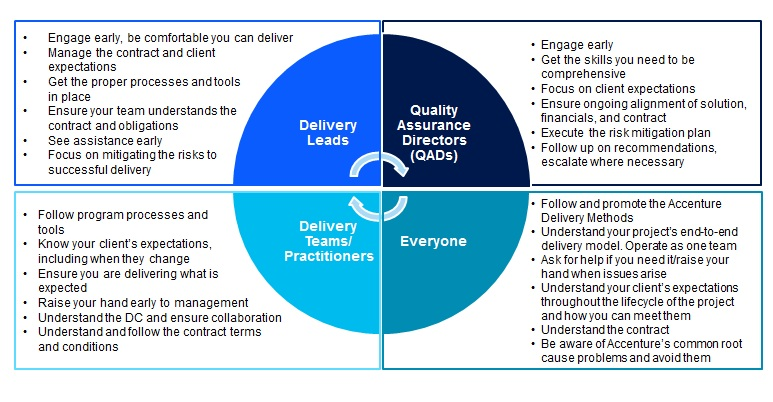 • Engage early, be comfortable you can deliver
• Manage the contract and client
expectations
• Get the proper processes and tools
in place
• Ensure your team understands the
contract and obligations
• See assistance early
• Focus on mitigating the risks to
successful delivery
Delivery
Leads
Quality
Assurance
Directors
(QADs)
• Engage early
• Get the skills you need to be
comprehensive
• Focus on client expectations
• Ensure ongoing alignment of solution,
financials, and contract
• Execute the risk mitigation plan
• Follow up on recommendations,
escalate where necessary
• Follow program processes and
tools
• Know your client's expectations,
including when they change
• Ensure you are delivering what is
expected
• Raise your hand early to management
• Understand the DC and ensure collaboration
• Understand and follow the contract terms
and conditions
Delivery
Teams/
Practitioners
Everyone
• Follow and promote the Accenture
Delivery Methods
• Understand your project's end-to-end
delivery model. Operate as one team
• Ask for help if you need it/raise your
hand when issues arise
• Understand your client's expectations
throughout the lifecycle of the project
and how you can meet them
• Understand the contract
• Be aware of Accenture's common root
cause problems and avoid them